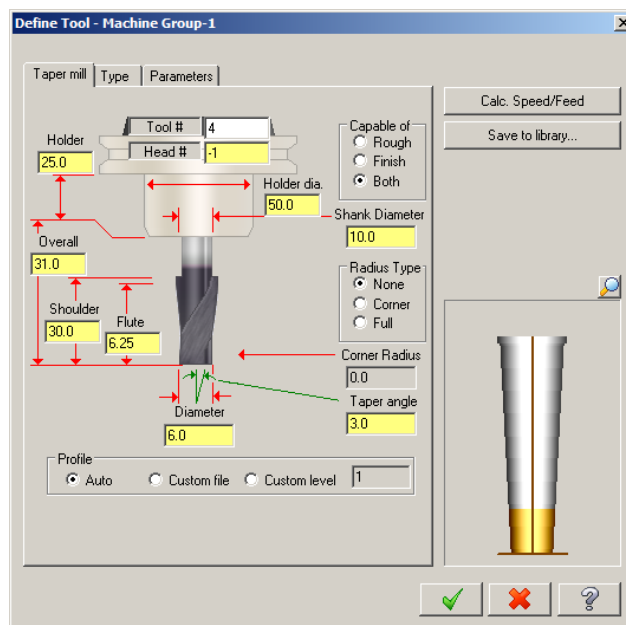 Define Tool - Machine Group-1
Taper mill Type Parameters
Calc. Speed/Feed
Save to library...
Tool # 4
Head # -1
Holder
25.0
Capable of
Rough
Finish
Both
Holder dia.
50.0
Shank Diameter
10.0
Overall
31.0
Shoulder
30.0
Flute
6.25
Radius Type
None
Corner
Full
Corner Radius
0.0
Taper angle
3.0
Diameter
6.0
Profile
Auto Custom file Custom level 1